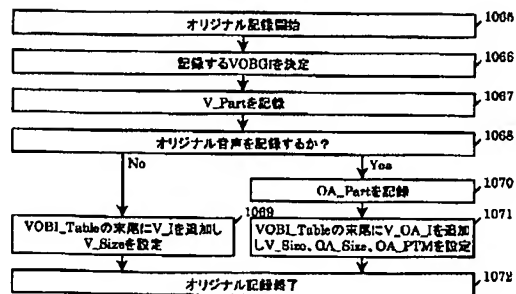 オリジナル記録開始
1065
記録するVOBGIを決定
1066
V_Partを記録
1067
オリジナル音声を記録するか?
1068
No
Yes
OA_Partを記録
1070
VOBI_Tableの末尾にV_Iを追加し
V_Sizeを設定
1069
VOBI_Tableの末尾にV_OA_Iを追加
しV_Size、OA_Size、OA_PTMを設定
1071
オリジナル記録終了
1072